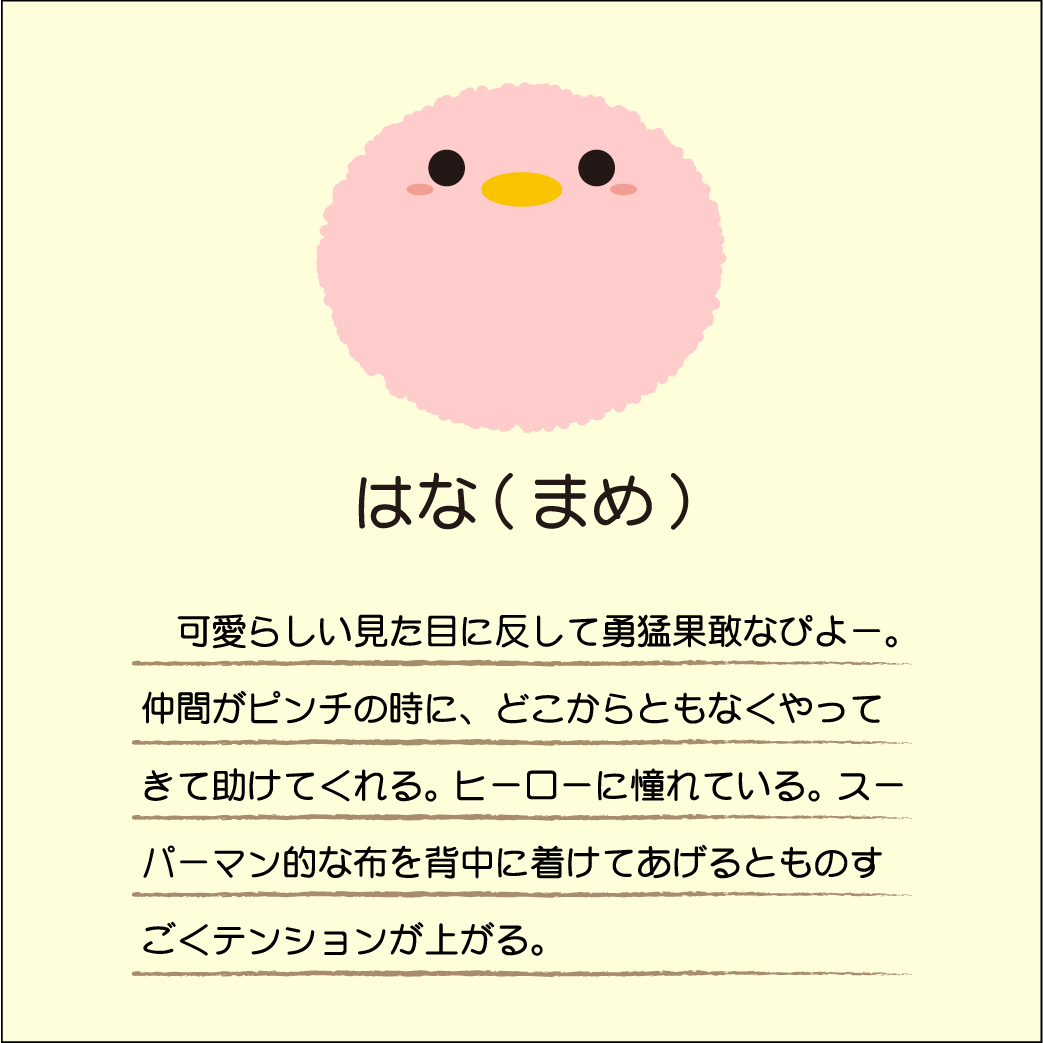 はな(まめ)
可愛らしい見た目に反して勇猛果敢なぴよー。
仲間がピンチの時に、どこからともなくやって
きて助けてくれる。ヒーローに憧れている。スー
パーマン的な布を背中に着けてあげるとものす
ごくテンションが上がる。